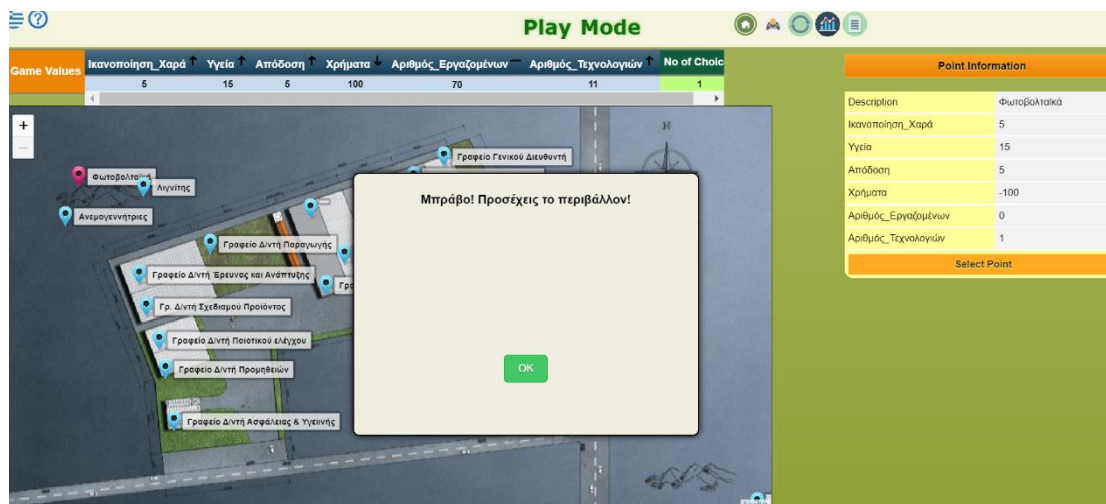 Play Mode
Game Values
Ικανοποίηση_Χαρά Υγεία Απόδοση Χρήματα Αριθμός_Εργαζομένων Αριθμός_Τεχνολογιών No of Choic
5 15 5 100 70 11 1
Point Information
Description Φωτοβολταϊκά
Ικανοποίηση_Χαρά 5
Υγεία 15
Απόδοση 5
Χρήματα -100
Αριθμός_Εργαζομένων 0
Αριθμός_Τεχνολογιών 1
Select Point
Γραφείο Γενικού Διευθυντή
Φωτοβολταϊκά
Λιγνίτης
Ανεμογεννήτριες
Γραφείο Δ/ντή Παραγωγής
Γραφείο Δ/ντή Έρευνας και Ανάπτυξης
Γρ. Δ/ντή Σχεδιαμού Προϊόντος
Γραφείο Δ/ντή Ποιοτικού ελέγχου
Γραφείο Δ/ντή Προμηθειών
Γραφείο Δ/ντή Ασφάλειας & Υγειινής
Μπράβο! Προσέχεις το περιβάλλον!
OK